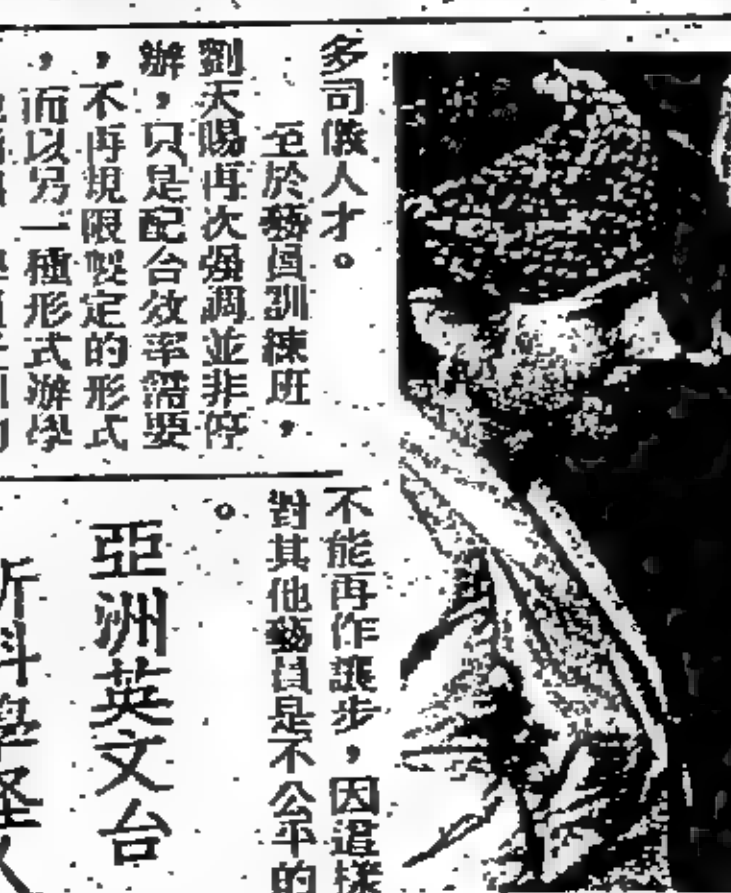 多司儀人才。
至於藝員訓練班，
劉天賜再次強調並非停
辦，只是配合效率需要
，不再規限製定的形式
，而以另一種形式辦學
不能再作讓步，因這樣
對其他藝員是不公平的
。
亞洲英文台